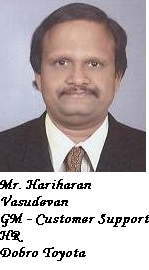 Mr. Hariharan
Vasudevan
GM - Customer Support
HR
Dobro Toyota